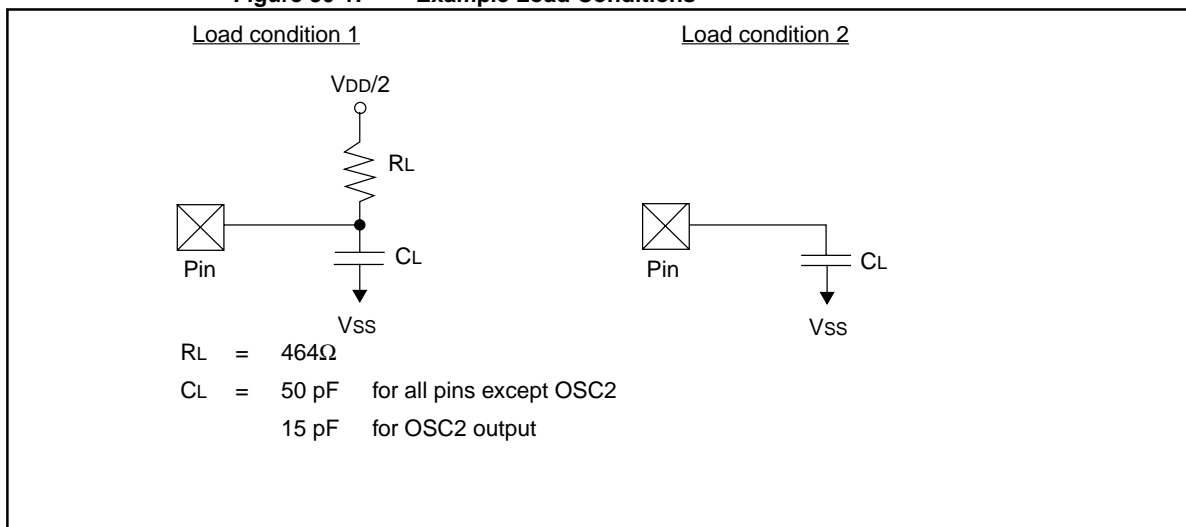 Load condition 1
VDD/2
RL
Pin
CL
VSS
Load condition 2
Pin
CL
VSS
RL = 464Ω
CL = 50 pF for all pins except OSC2
15 pF for OSC2 output